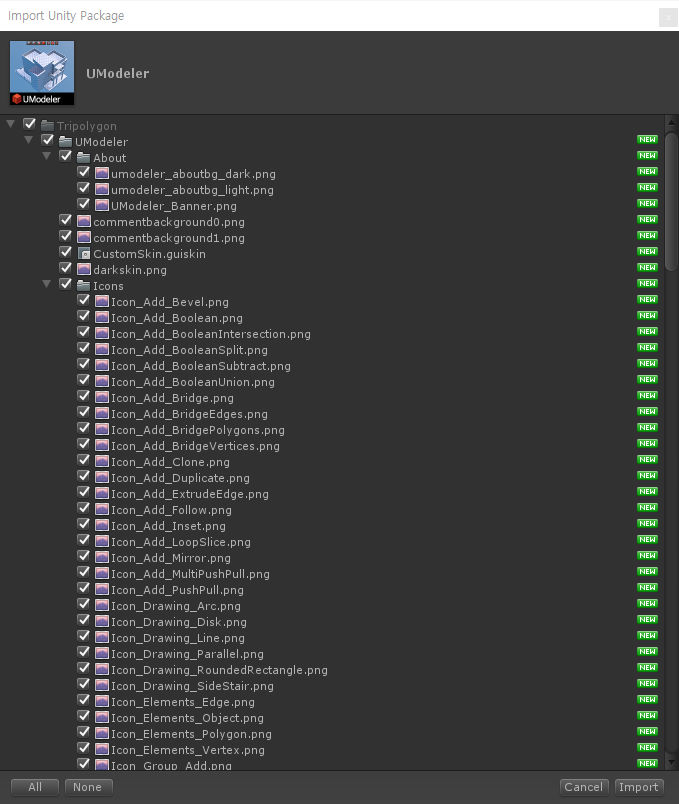 Import Unity Package
x
UModeler
UModeler
Tripolygon
UModeler NEW
About NEW
umodeler_aboutbg_dark.png NEW
umodeler_aboutbg_light.png NEW
UModeler_Banner.png NEW
commentbackground0.png NEW
commentbackground1.png NEW
CustomSkin.guiskin NEW
darkskin.png NEW
Icons NEW
Icon_Add_Bevel.png NEW
Icon_Add_Boolean.png NEW
Icon_Add_BooleanIntersection.png NEW
Icon_Add_BooleanSplit.png NEW
Icon_Add_BooleanSubtract.png NEW
Icon_Add_BooleanUnion.png NEW
Icon_Add_Bridge.png NEW
Icon_Add_BridgeEdges.png NEW
Icon_Add_BridgePolygons.png NEW
Icon_Add_BridgeVertices.png NEW
Icon_Add_Clone.png NEW
Icon_Add_Duplicate.png NEW
Icon_Add_ExtrudeEdge.png NEW
Icon_Add_Follow.png NEW
Icon_Add_Inset.png NEW
Icon_Add_LoopSlice.png NEW
Icon_Add_Mirror.png NEW
Icon_Add_MultiPushPull.png NEW
Icon_Add_PushPull.png NEW
Icon_Drawing_Arc.png NEW
Icon_Drawing_Disk.png NEW
Icon_Drawing_Line.png NEW
Icon_Drawing_Parallel.png NEW
Icon_Drawing_RoundedRectangle.png NEW
Icon_Drawing_SideStair.png NEW
Icon_Elements_Edge.png NEW
Icon_Elements_Object.png NEW
Icon_Elements_Polygon.png NEW
Icon_Elements_Vertex.png NEW
Icon_Group_Add.png NEW
All None Cancel Import